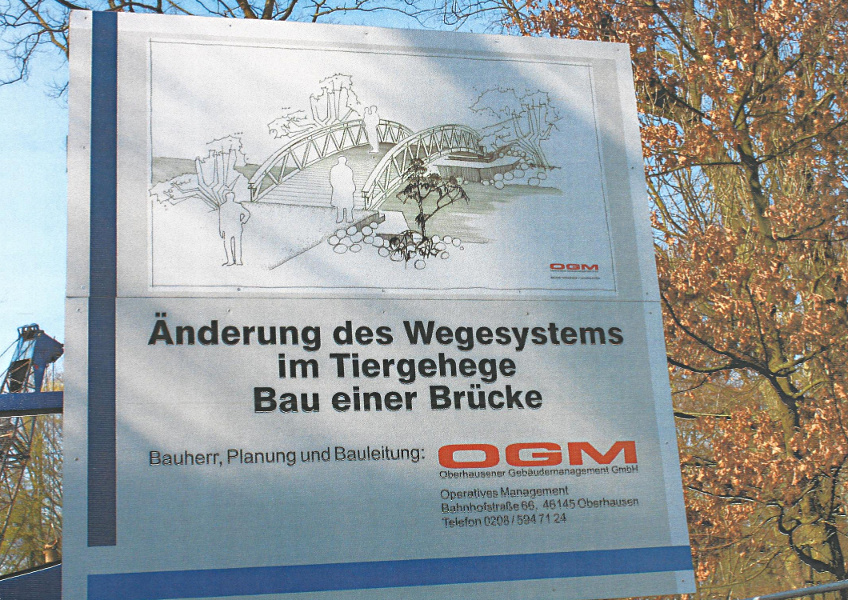 OGM
Änderung des Wegesystems
im Tiergehege
Bau einer Brücke
Bauherr, Planung und Bauleitung: OGM
Oberhausener Gebäudemanagement GmbH
Operatives Management
Bahnhofstraße 66, 46145 Oberhausen
Telefon 0208 / 594 71 24